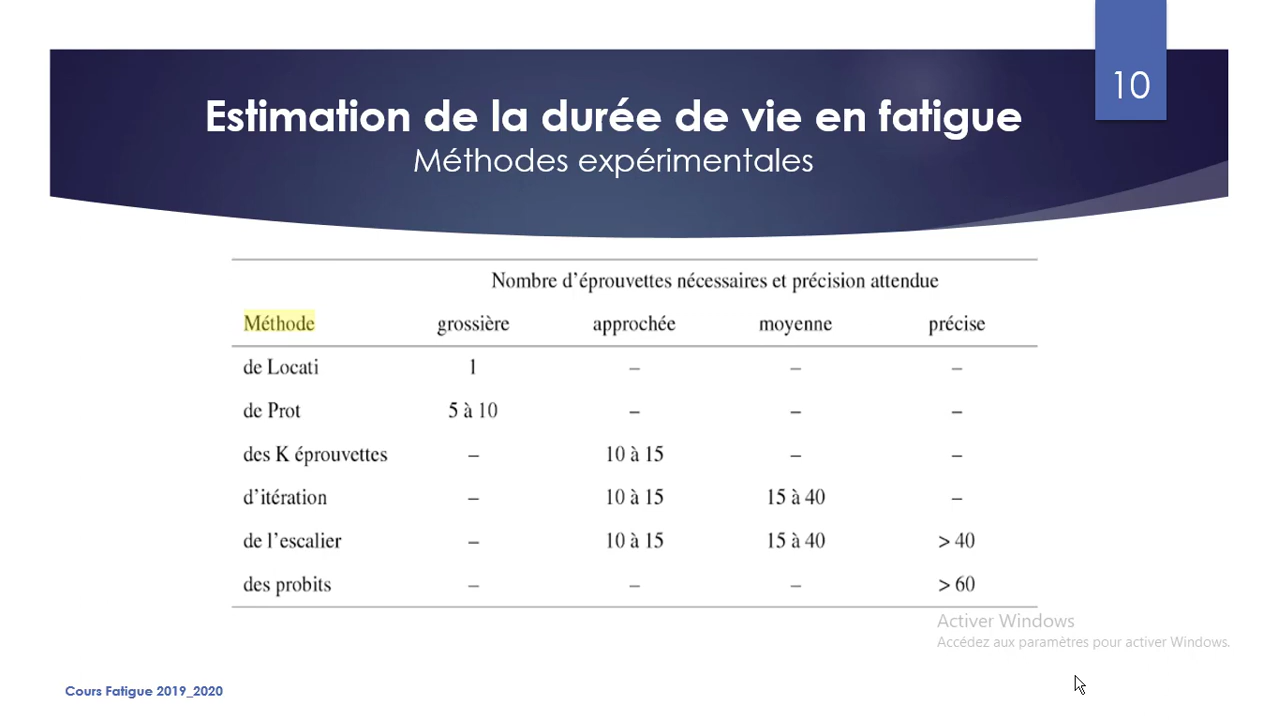 10
Estimation de la durée de vie en fatigue
Méthodes expérimentales
Nombre d'éprouvettes nécessaires et précision attendue
Méthode grossière approchée moyenne précise
de Locati 1 – – –
de Prot 5 à 10 – – –
des K éprouvettes – 10 à 15 – –
d'itération – 10 à 15 15 à 40 –
de l'escalier – 10 à 15 15 à 40 > 40
des probits – – – > 60
Activer Windows
Accédez aux paramètres pour activer Windows.
Cours Fatigue 2019_2020